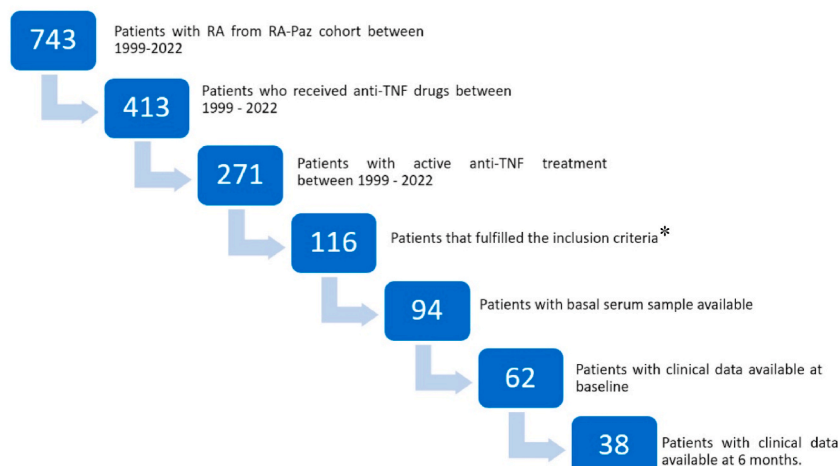 743
Patients with RA from RA-Paz cohort between
1999-2022
413
Patients who received anti-TNF drugs between
1999 - 2022
271
Patients with active anti-TNF treatment
between 1999 - 2022
116
Patients that fulfilled the inclusion criteria*
94
Patients with basal serum sample available
62
Patients with clinical data available at
baseline
38
Patients with clinical data
available at 6 months.